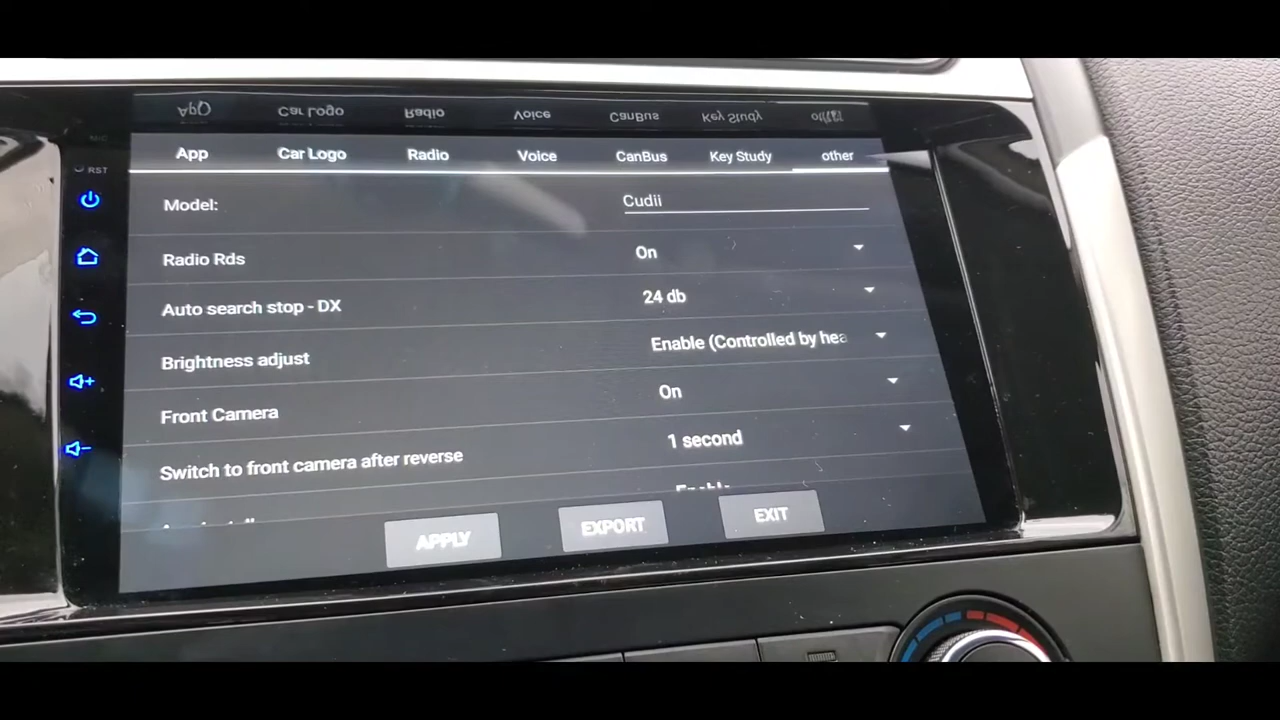 App Car Logo Radio Voice CanBus Key Study other
RST
Model: Cudii
Radio Rds On
Auto search stop - DX 24 db
Brightness adjust Enable (Controlled by hea
Front Camera On
Switch to front camera after reverse 1 second
Enable
APPLY EXPORT EXIT